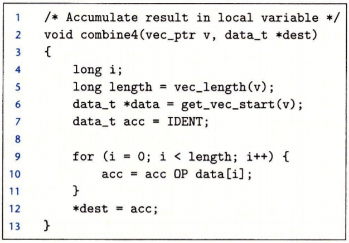 1 /* Accumulate result in local variable */
2 void combine4(vec_ptr v, data_t *dest)
3 {
4     long i;
5     long length = vec_length(v);
6     data_t *data = get_vec_start(v);
7     data_t acc = IDENT;
8
9     for (i = 0; i < length; i++) {
10         acc = acc OP data[i];
11     }
12     *dest = acc;
13 }